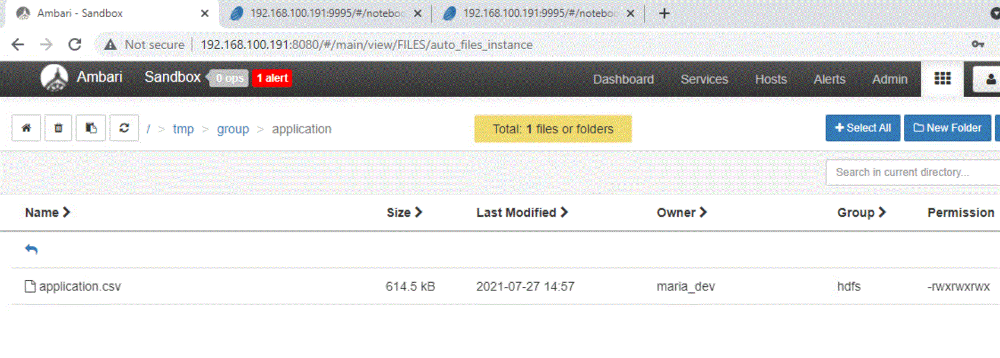 Ambari - Sandbox
192.168.100.191:9995/#/noteboo
192.168.100.191:9995/#/noteboo
Not secure
192.168.100.191:8080/#/main/view/FILES/auto_files_instance
Ambari Sandbox 0 ops 1 alert Dashboard Services Hosts Alerts Admin
/ > tmp > group > application Total: 1 files or folders Select All New Folder
Search in current directory...
Name Size Last Modified Owner Group Permission
application.csv 614.5 kB 2021-07-27 14:57 maria_dev hdfs -rwxrwxrwx